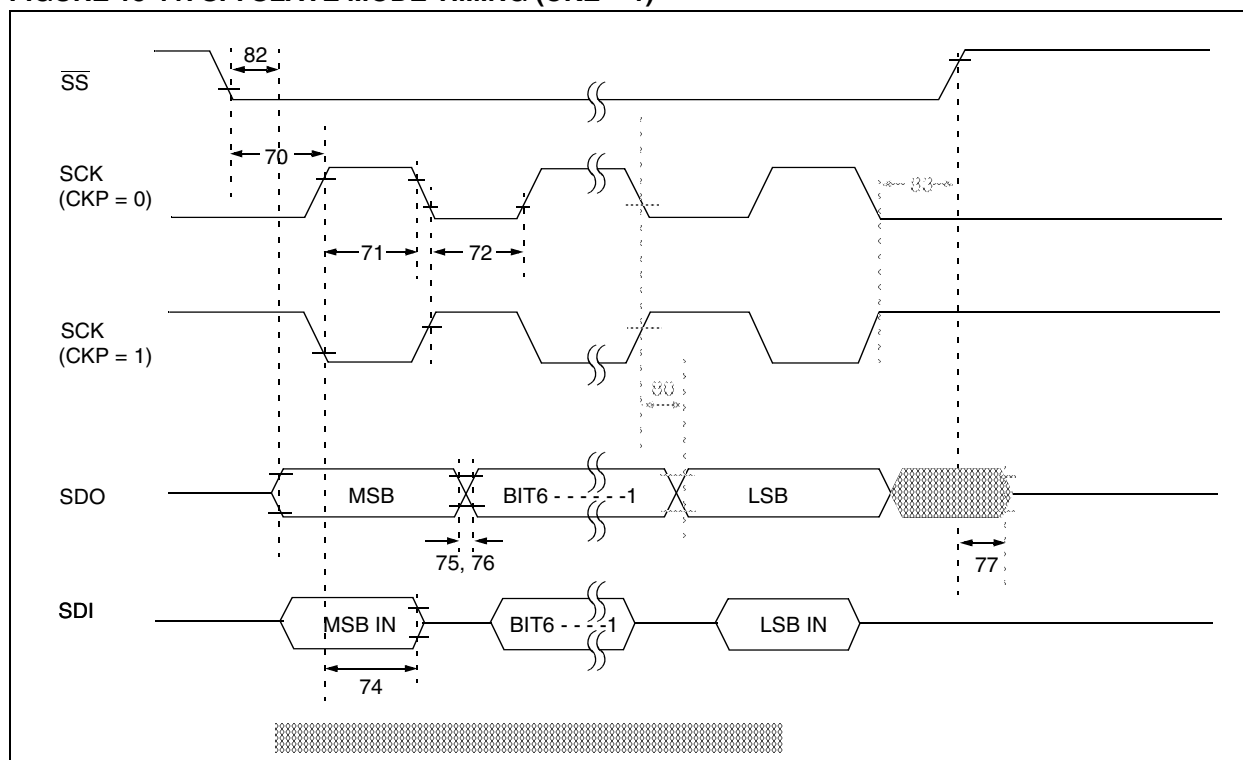 82
SS
70
SCK
(CKP = 0)
83
71
72
SCK
(CKP = 1)
80
SDO
MSB
BIT6 - - - - - -1
LSB
75, 76
77
SDI
MSB IN
BIT6 - - - -1
LSB IN
74